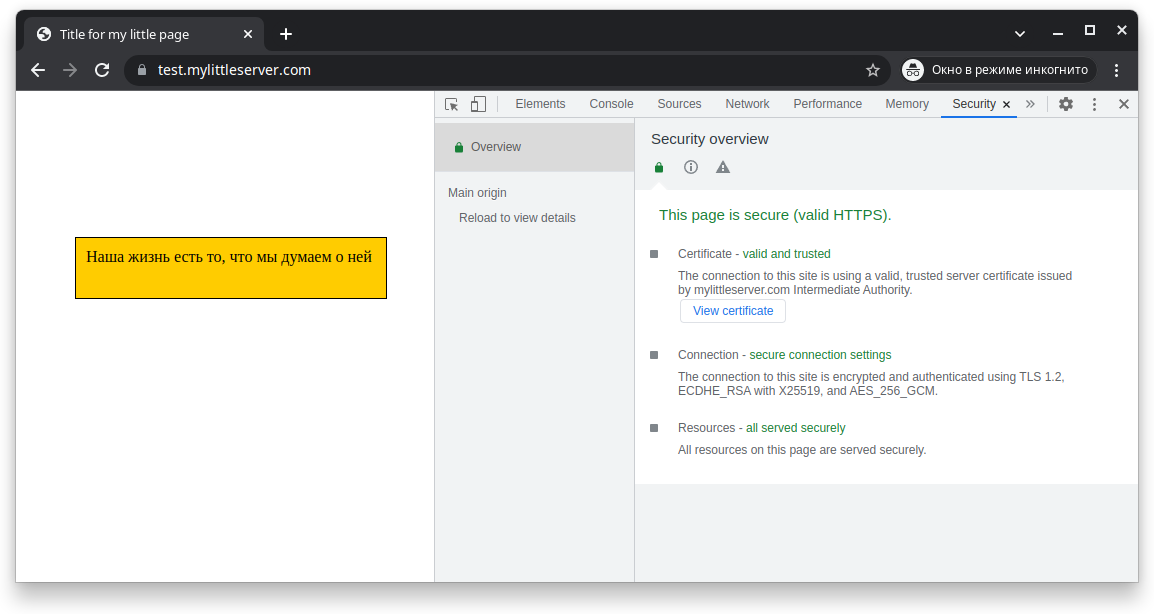 Title for my little page
test.mylittleserver.com
Окно в режиме инкогнито
Elements Console Sources Network Performance Memory Security
Overview
Main origin
Reload to view details
Security overview
This page is secure (valid HTTPS).
Certificate - valid and trusted
The connection to this site is using a valid, trusted server certificate issued
by mylittleserver.com Intermediate Authority.
View certificate
Connection - secure connection settings
The connection to this site is encrypted and authenticated using TLS 1.2,
ECDHE_RSA with X25519, and AES_256_GCM.
Resources - all served securely
All resources on this page are served securely.
Наша жизнь есть то, что мы думаем о ней